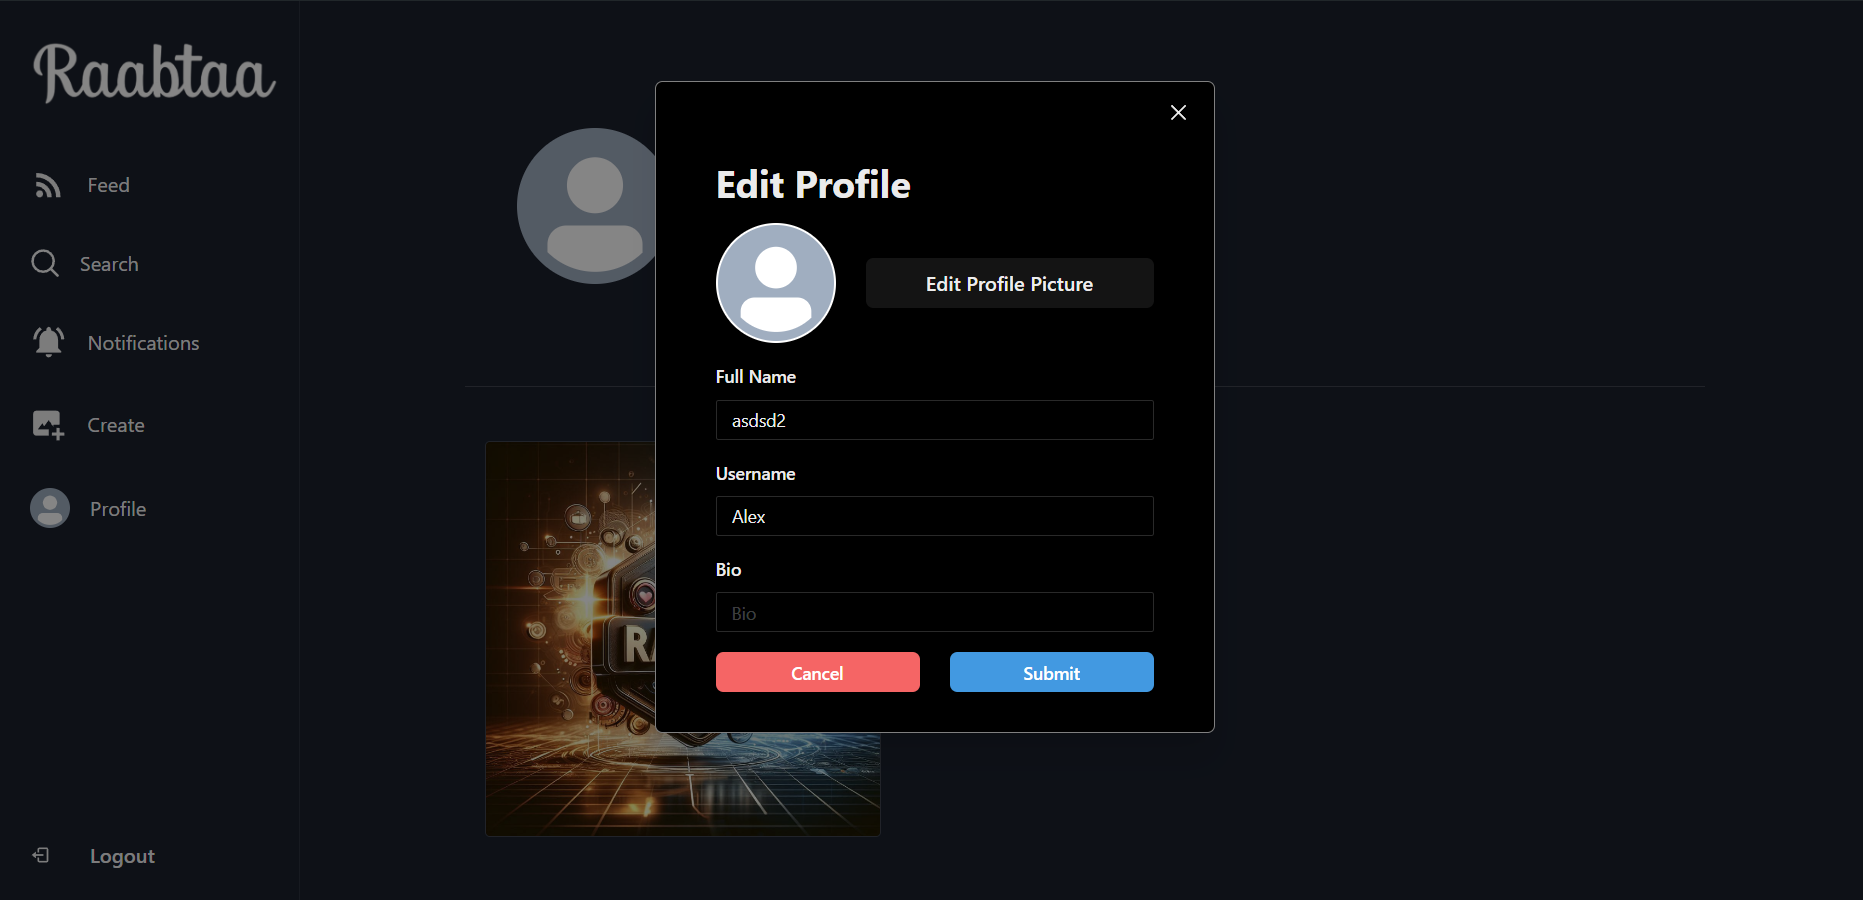 Raabtaa
Feed
Search
Notifications
Create
Profile
Logout
Edit Profile
Edit Profile Picture
Full Name
asdsd2
Username
Alex
Bio
Bio
Cancel
Submit